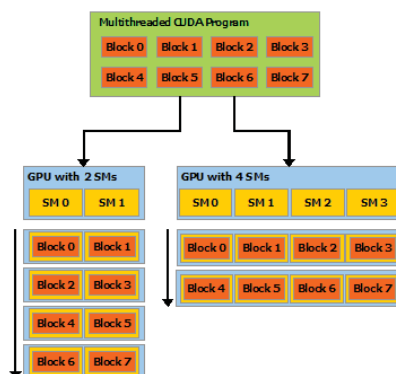 Multithreaded CUDA Program
Block 0 Block 1 Block 2 Block 3
Block 4 Block 5 Block 6 Block 7
GPU with 2 SMs
SM 0 SM 1
Block 0 Block 1
Block 2 Block 3
Block 4 Block 5
Block 6 Block 7
GPU with 4 SMs
SM 0 SM 1 SM 2 SM 3
Block 0 Block 1 Block 2 Block 3
Block 4 Block 5 Block 6 Block 7